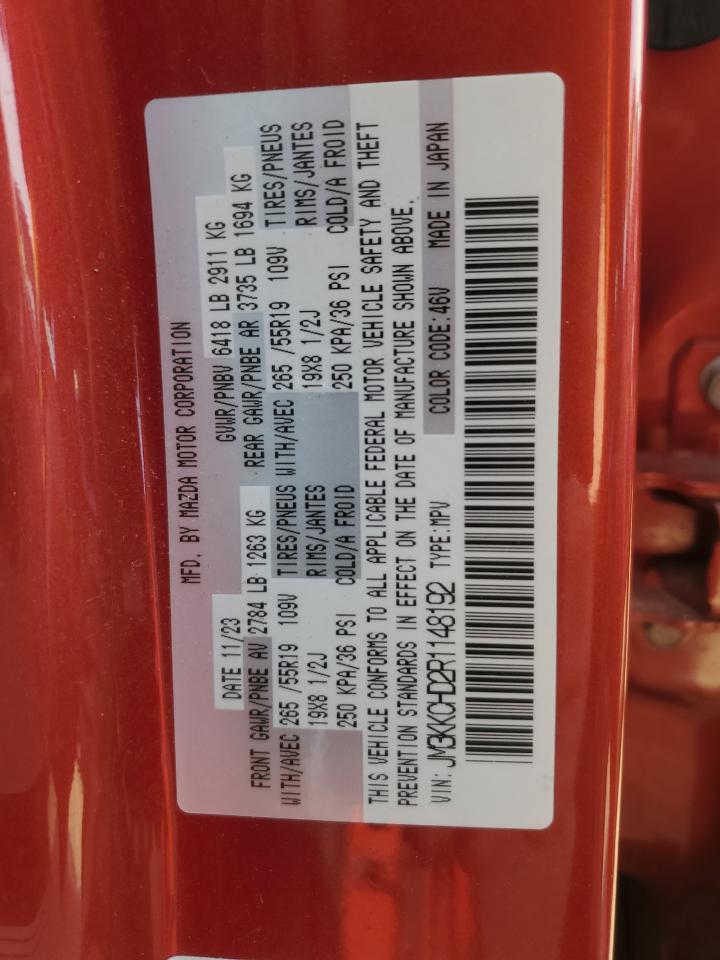 MFD. BY MAZDA MOTOR CORPORATION
DATE 11/23 GVWR/PNBV 6418 LB 2911 KG
FRONT GAWR/PNBE AV 2784 LB 1263 KG REAR GAWR/PNBE AR 3735 LB 1694 KG
WITH/AVEC 265 /55R19 109V TIRES/PNEUS WITH/AVEC 265 /55R19 109V TIRES/PNEUS
19X8 1/2J RIMS/JANTES 19X8 1/2J RIMS/JANTES
250 KPA/36 PSI COLD/A FROID 250 KPA/36 PSI COLD/A FROID
THIS VEHICLE CONFORMS TO ALL APPLICABLE FEDERAL MOTOR VEHICLE SAFETY AND THEFT
PREVENTION STANDARDS IN EFFECT ON THE DATE OF MANUFACTURE SHOWN ABOVE.
VIN: JM3KKCHD2R1148192 TYPE:MPV COLOR CODE:46V MADE IN JAPAN